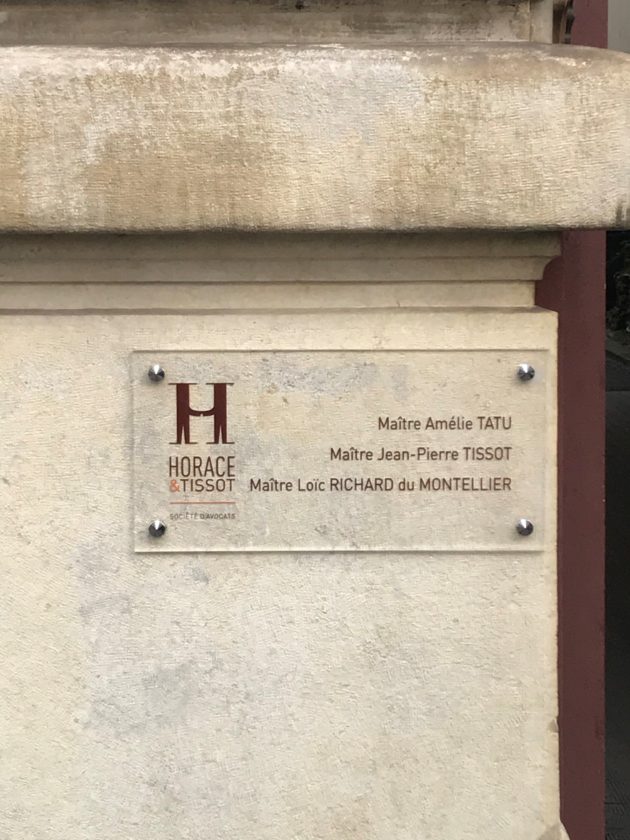 H
HORACE
&TISSOT
SOCIÉTÉ D'AVOCATS
Maître Amélie TATU
Maître Jean-Pierre TISSOT
Maître Loïc RICHARD du MONTELLIER